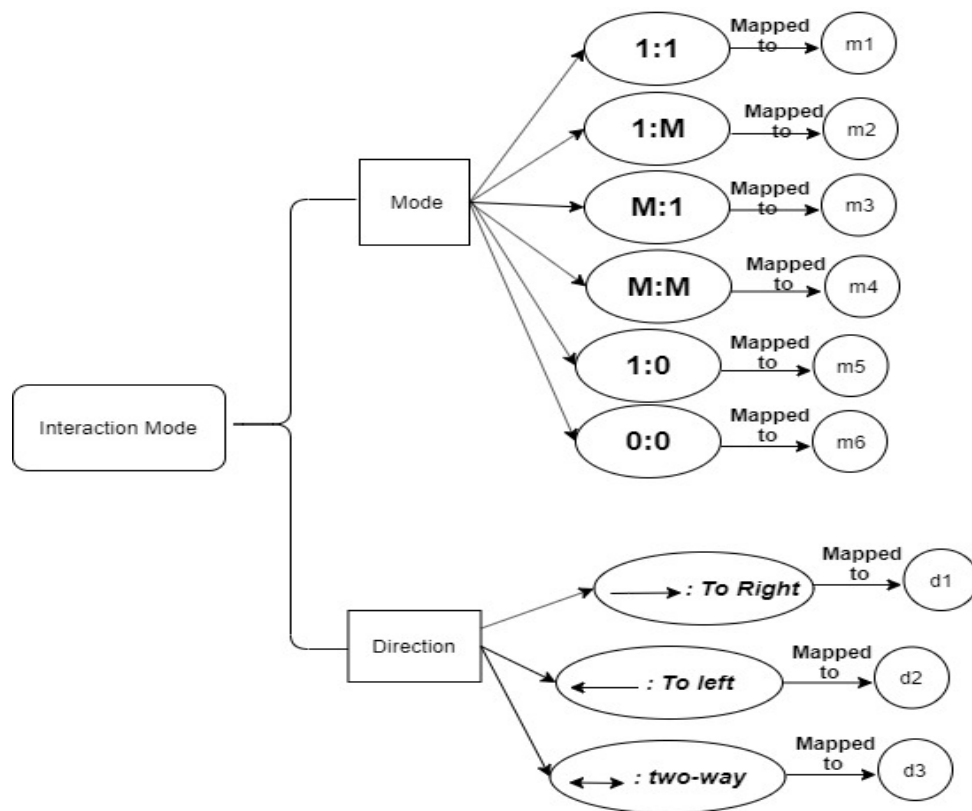 Mapped
to
1:1
m1
Mapped
to
1:M
m2
Mapped
to
Mode
M:1
m3
Mapped
to
M:M
m4
Mapped
to
1:0
m5
Interaction Mode
Mapped
to
0:0
m6
Mapped
to
: To Right
d1
Direction
Mapped
to
: To left
d2
Mapped
to
: two-way
d3